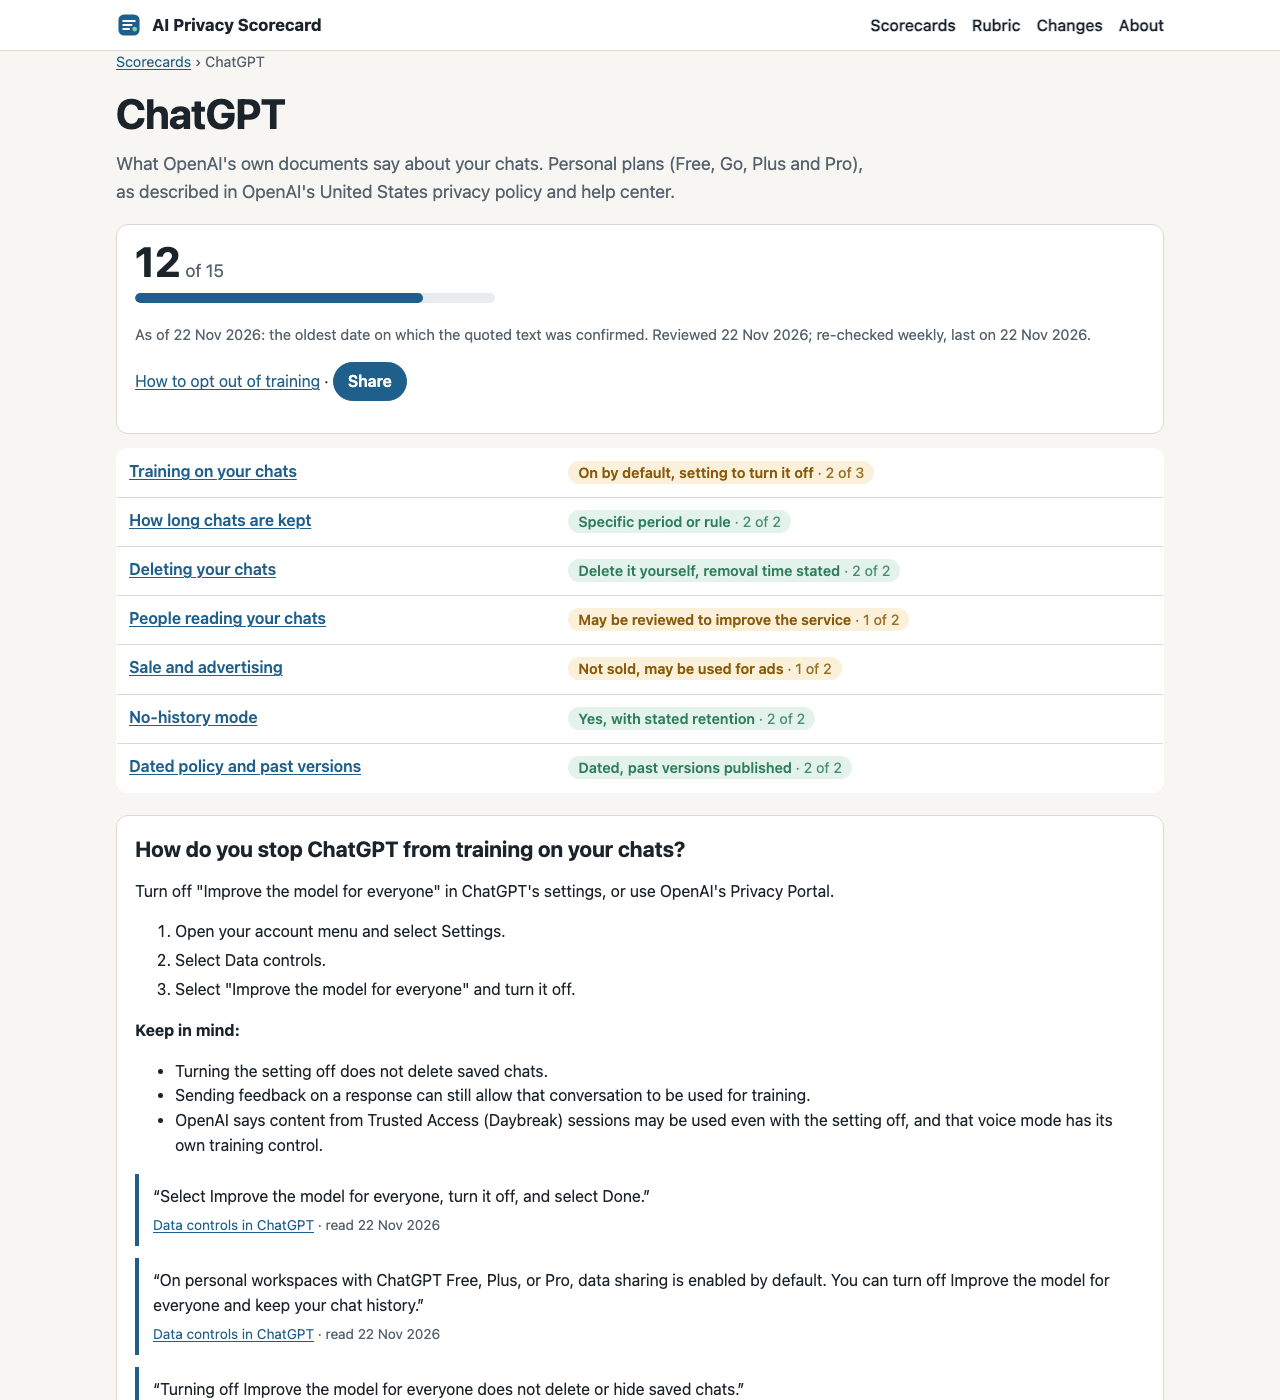 AI Privacy Scorecard
Scorecards Rubric Changes About
Scorecards › ChatGPT
ChatGPT
What OpenAI's own documents say about your chats. Personal plans (Free, Go, Plus and Pro),
as described in OpenAI's United States privacy policy and help center.
12 of 15
As of 22 Nov 2026: the oldest date on which the quoted text was confirmed. Reviewed 22 Nov 2026; re-checked weekly, last on 22 Nov 2026.
How to opt out of training · Share
Training on your chats On by default, setting to turn it off · 2 of 3
How long chats are kept Specific period or rule · 2 of 2
Deleting your chats Delete it yourself, removal time stated · 2 of 2
People reading your chats May be reviewed to improve the service · 1 of 2
Sale and advertising Not sold, may be used for ads · 1 of 2
No-history mode Yes, with stated retention · 2 of 2
Dated policy and past versions Dated, past versions published · 2 of 2
How do you stop ChatGPT from training on your chats?
Turn off "Improve the model for everyone" in ChatGPT's settings, or use OpenAI's Privacy Portal.
1. Open your account menu and select Settings.
2. Select Data controls.
3. Select "Improve the model for everyone" and turn it off.
Keep in mind:
• Turning the setting off does not delete saved chats.
• Sending feedback on a response can still allow that conversation to be used for training.
• OpenAI says content from Trusted Access (Daybreak) sessions may be used even with the setting off, and that voice mode has its
own training control.
“Select Improve the model for everyone, turn it off, and select Done.”
Data controls in ChatGPT · read 22 Nov 2026
“On personal workspaces with ChatGPT Free, Plus, or Pro, data sharing is enabled by default. You can turn off Improve the model for
everyone and keep your chat history.”
Data controls in ChatGPT · read 22 Nov 2026
“Turning off Improve the model for everyone does not delete or hide saved chats.”